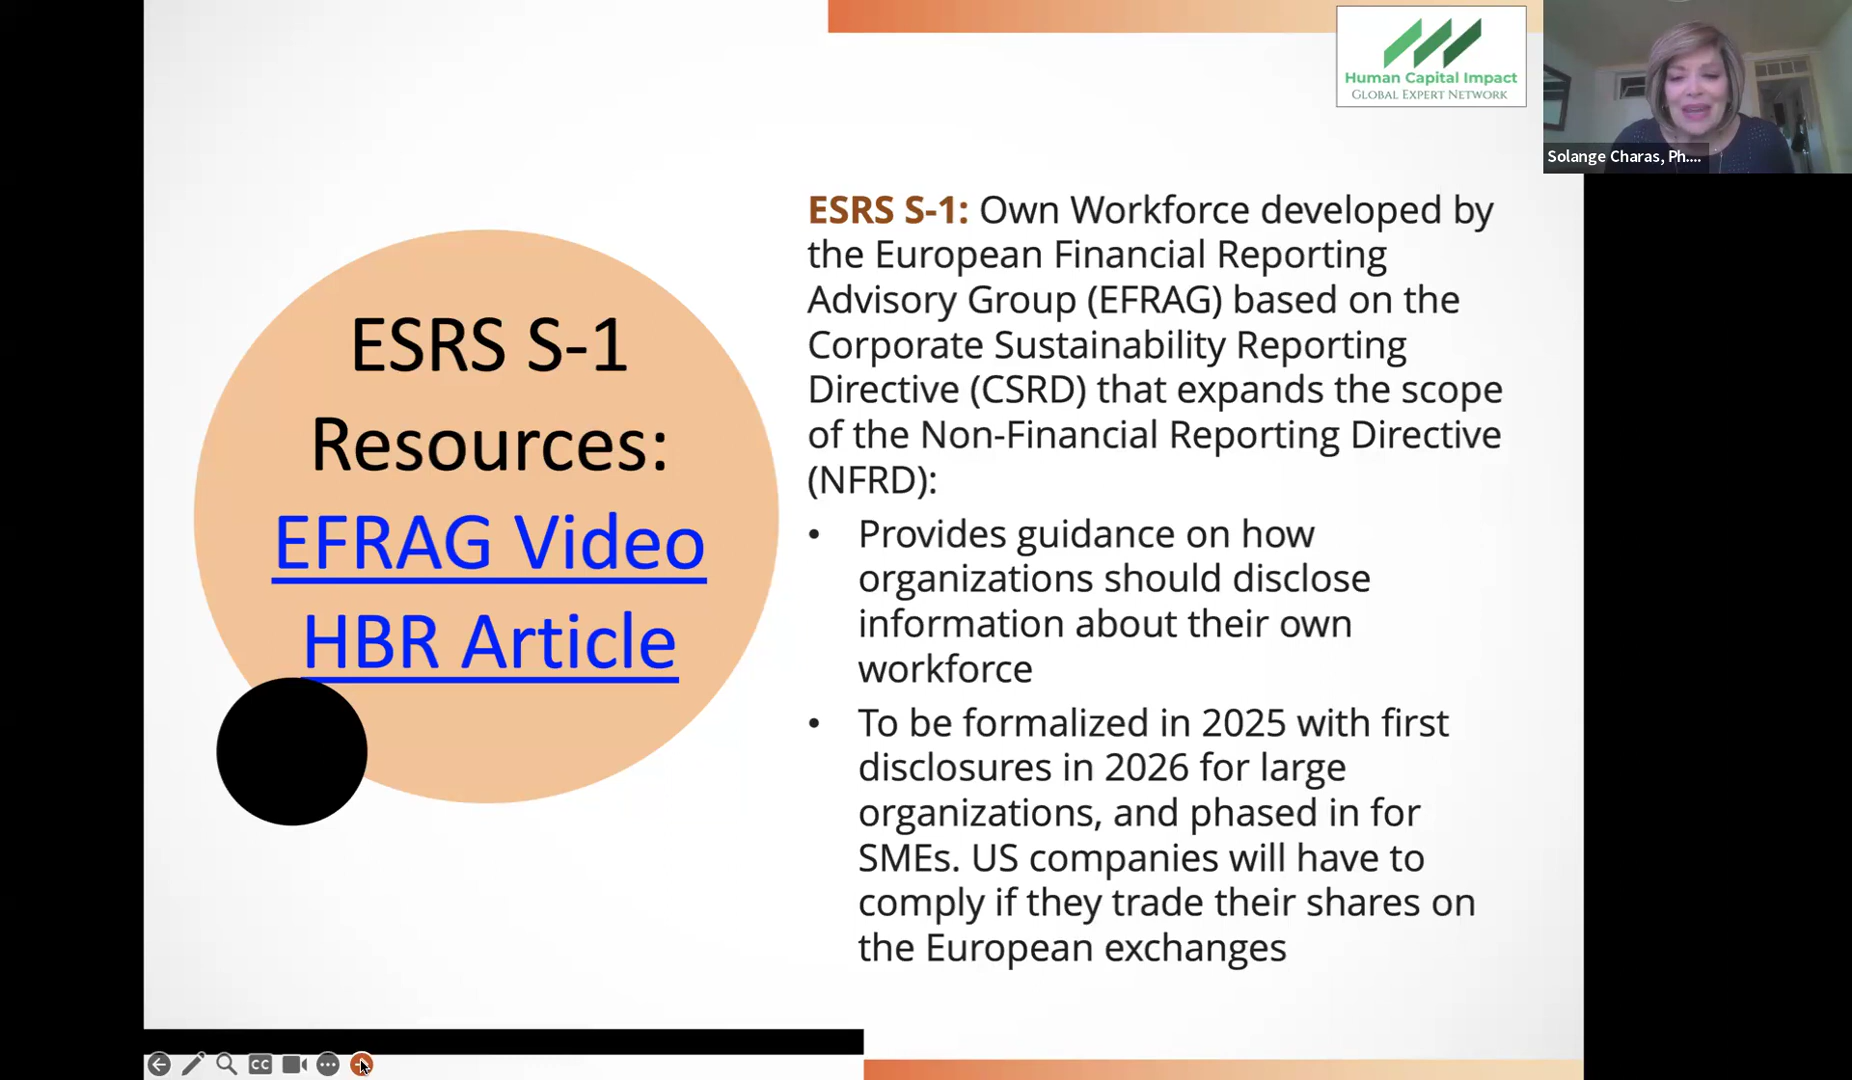 Human Capital Impact
GLOBAL EXPERT NETWORK
Solange Charas, Ph....
ESRS S-1
Resources:
EFRAG Video
HBR Article
ESRS S-1: Own Workforce developed by
the European Financial Reporting
Advisory Group (EFRAG) based on the
Corporate Sustainability Reporting
Directive (CSRD) that expands the scope
of the Non-Financial Reporting Directive
(NFRD):
• Provides guidance on how
organizations should disclose
information about their own
workforce
• To be formalized in 2025 with first
disclosures in 2026 for large
organizations, and phased in for
SMEs. US companies will have to
comply if they trade their shares on
the European exchanges
CC